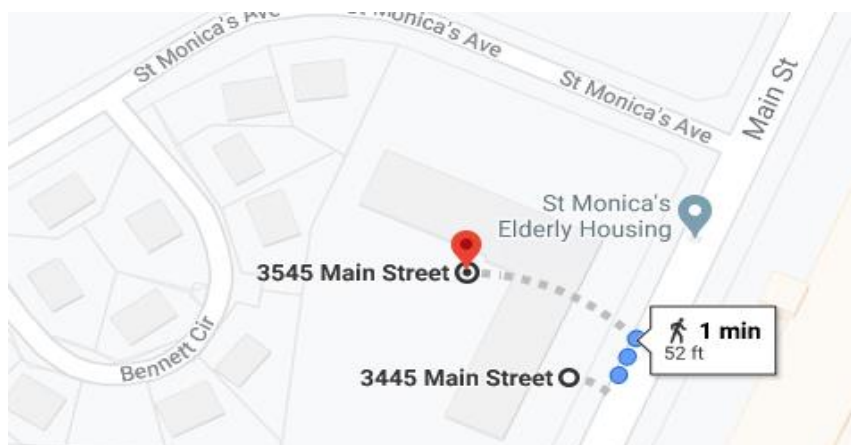 St Monica's Ave
St Monica's Ave
St Monica's Ave
Main St
St Monica's
Elderly Housing
3545 Main Street
1 min
52 ft
3445 Main Street
Bennett Cir